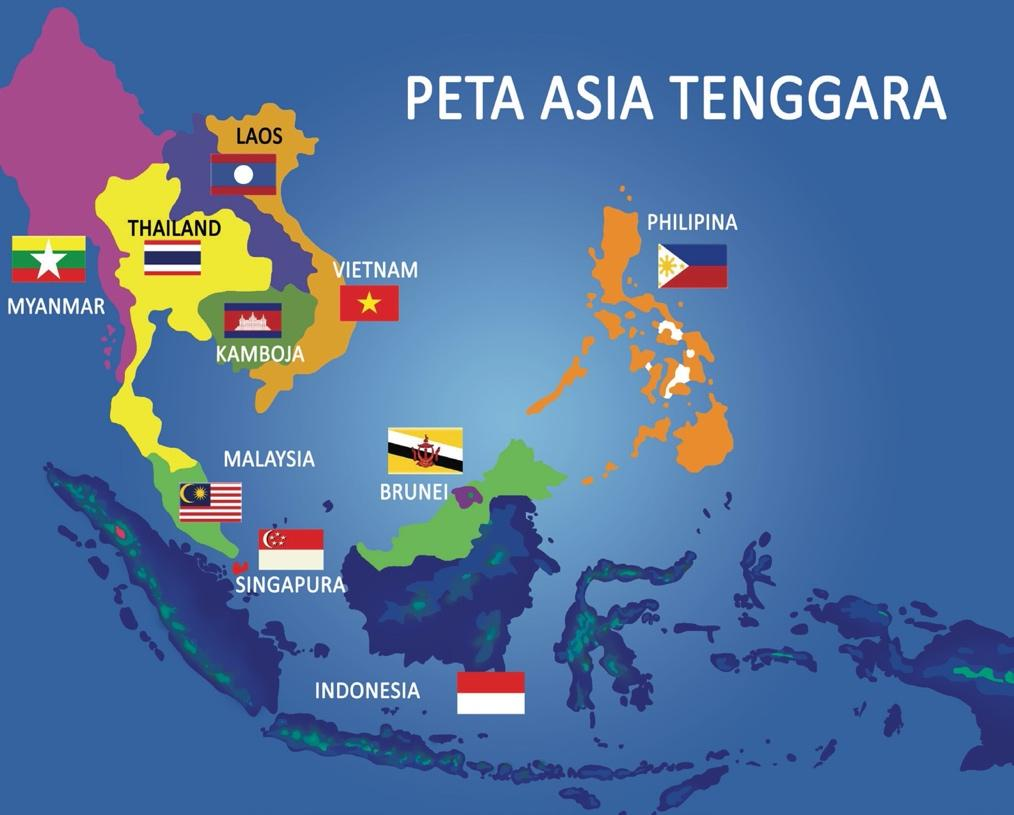 PETA ASIA TENGGARA
LAOS
THAILAND
PHILIPINA
VIETNAM
MYANMAR
KAMBOJA
MALAYSIA
BRUNEI
SINGAPURA
INDONESIA